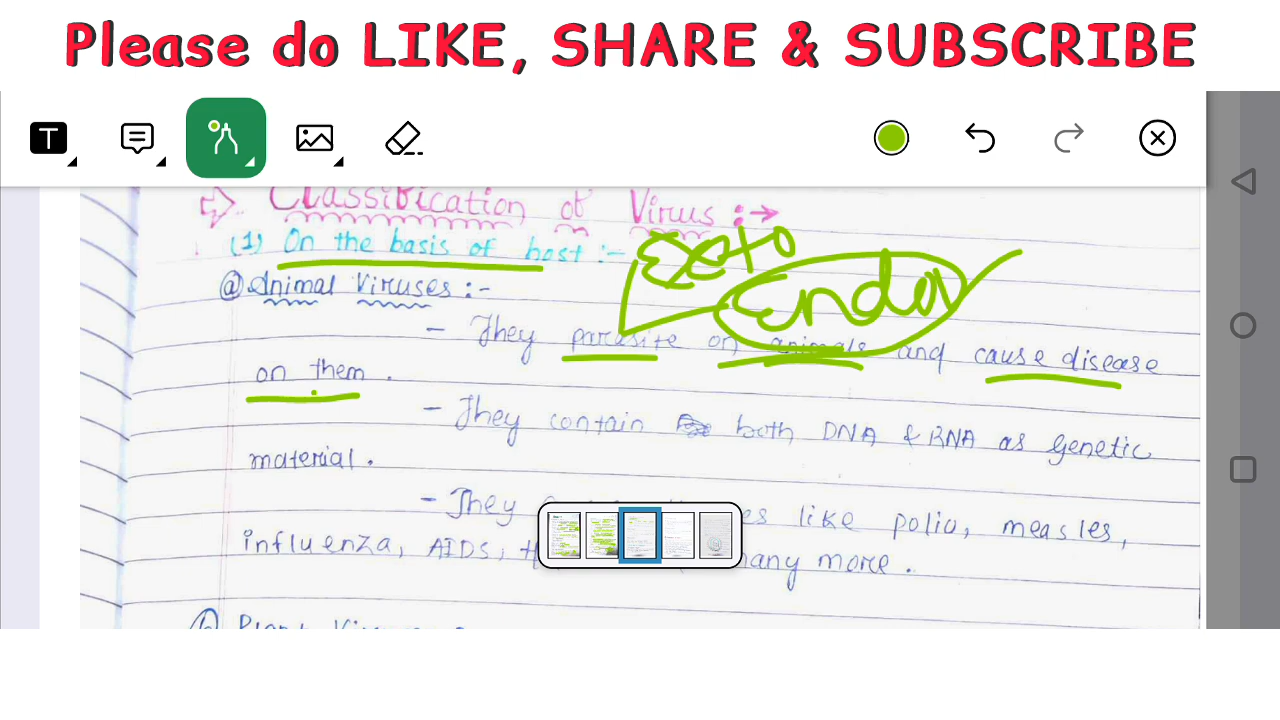 Please do LIKE, SHARE & SUBSCRIBE
T
Classification of Virus :→
(1) On the basis of host :-
Ecto
Endo
@ Animal Viruses :-
- They parasite on animals and cause disease
on them .
- They contain both DNA & RNA as genetic
material .
- They like polio, measles,
influenza, AIDS, many more .